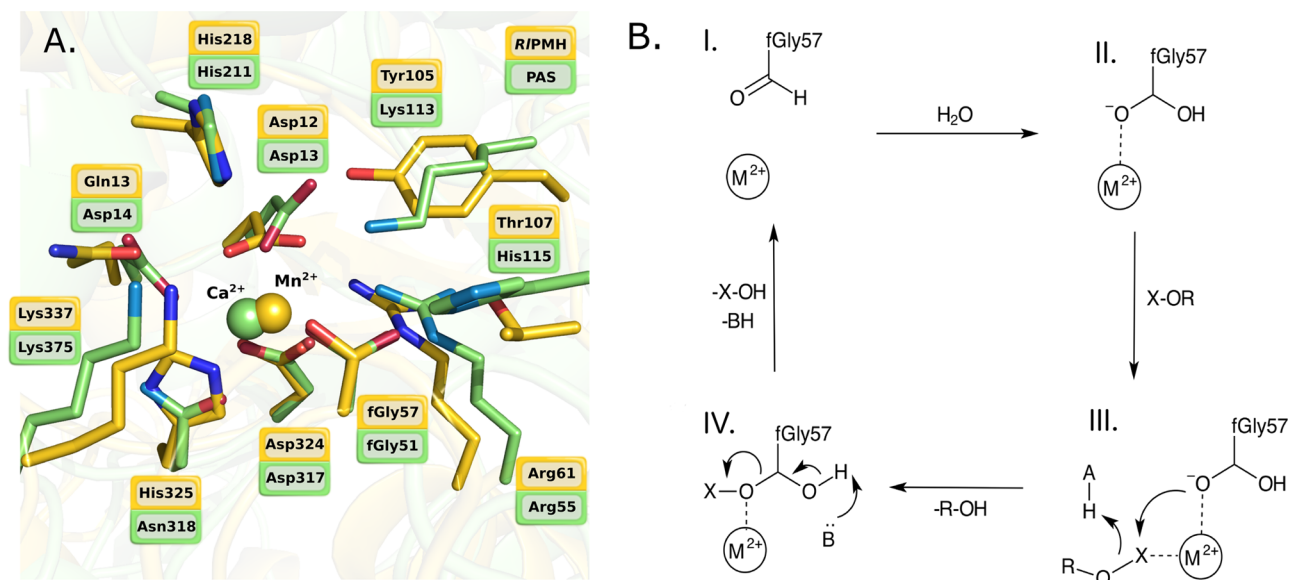 A.
His218
His211
RlPMH
PAS
Tyr105
Lys113
Asp12
Asp13
Gln13
Asp14
Thr107
His115
Ca²⁺
Mn²⁺
Lys337
Lys375
fGly57
fGly51
Asp324
Asp317
Arg61
Arg55
His325
Asn318
B.
I.
fGly57
O
H
M²⁺
H₂O
II.
fGly57
⁻O
OH
M²⁺
X-OR
III.
fGly57
A
H
⁻O
OH
R
O
X
M²⁺
-R-OH
IV.
fGly57
X
O
O
H
M²⁺
B̈
-X-OH
-BH